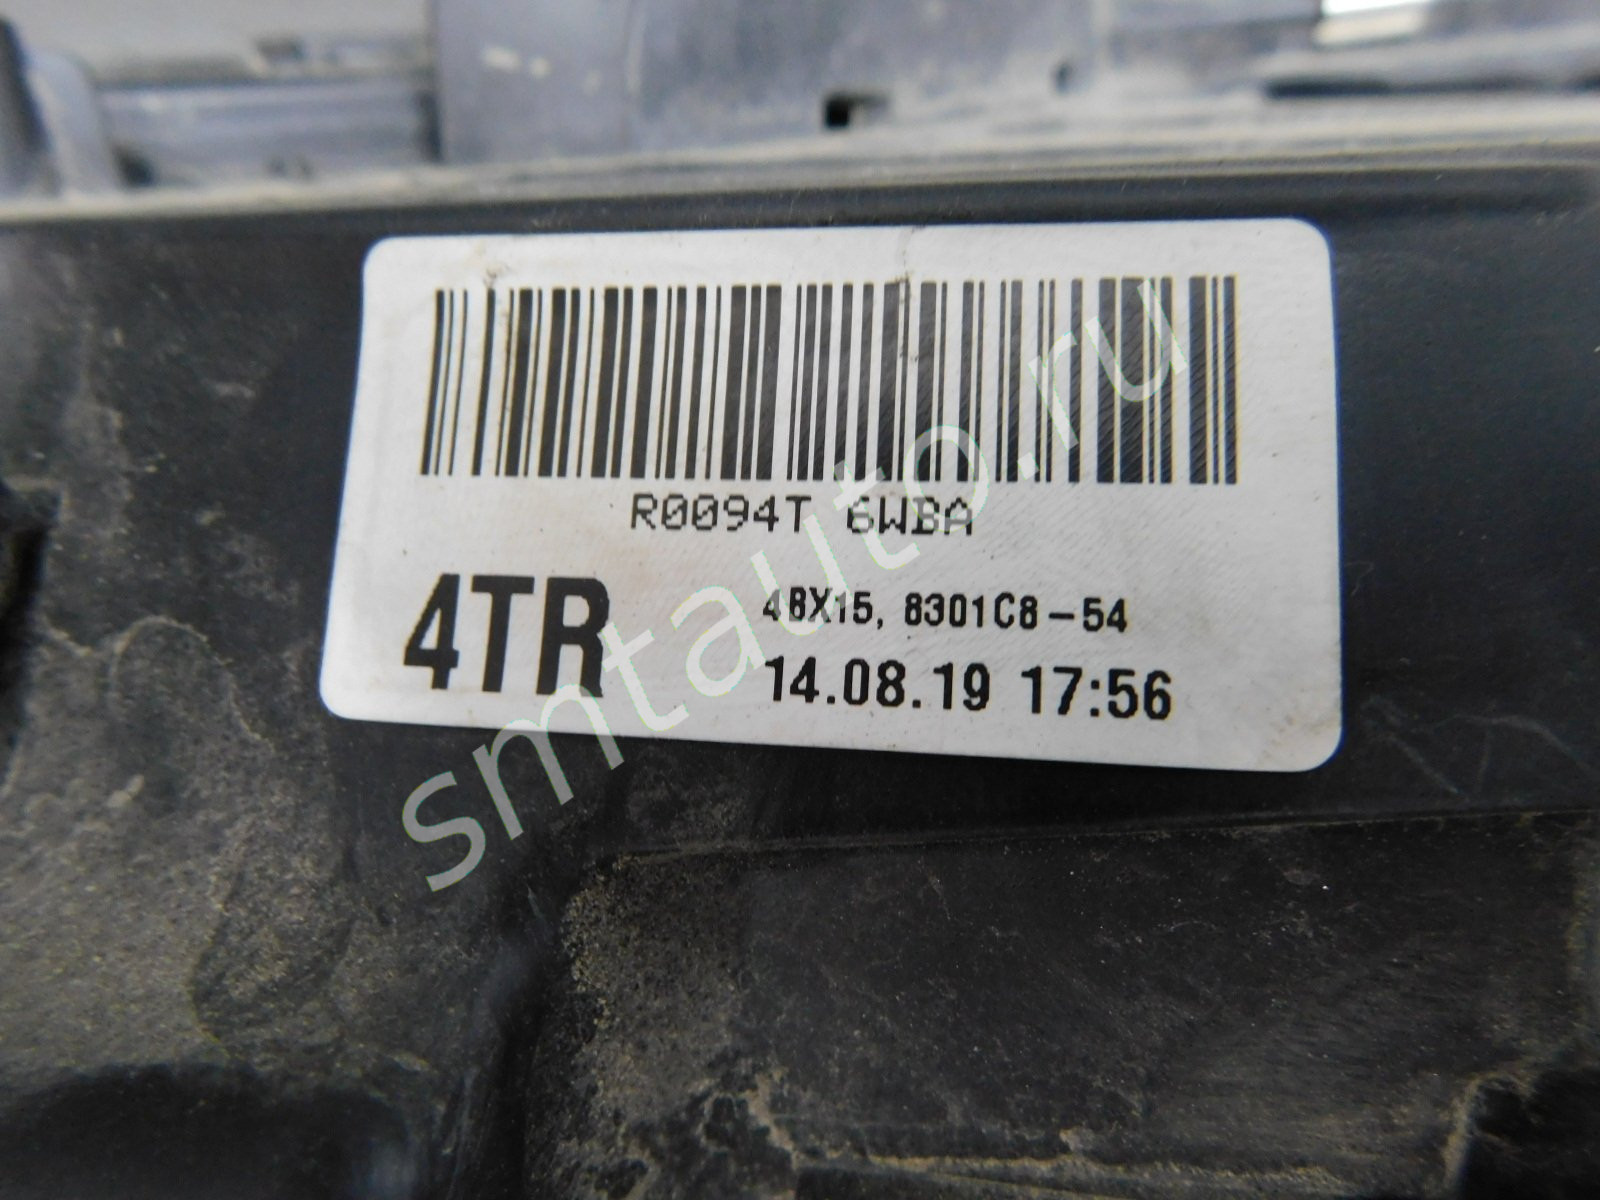 R0094T 6WBA
4TR
4BX15, 8301C8-54
14.08.19 17:56
smtauto.ru